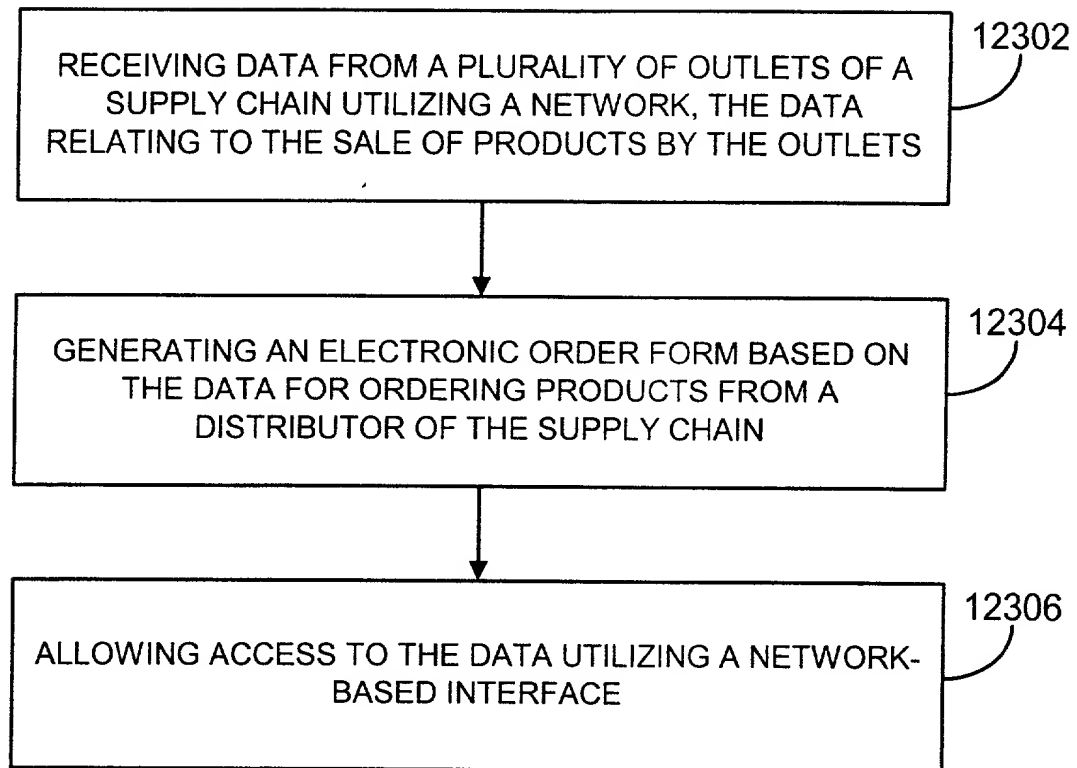 12302
RECEIVING DATA FROM A PLURALITY OF OUTLETS OF A
SUPPLY CHAIN UTILIZING A NETWORK, THE DATA
RELATING TO THE SALE OF PRODUCTS BY THE OUTLETS
12304
GENERATING AN ELECTRONIC ORDER FORM BASED ON
THE DATA FOR ORDERING PRODUCTS FROM A
DISTRIBUTOR OF THE SUPPLY CHAIN
12306
ALLOWING ACCESS TO THE DATA UTILIZING A NETWORK-
BASED INTERFACE